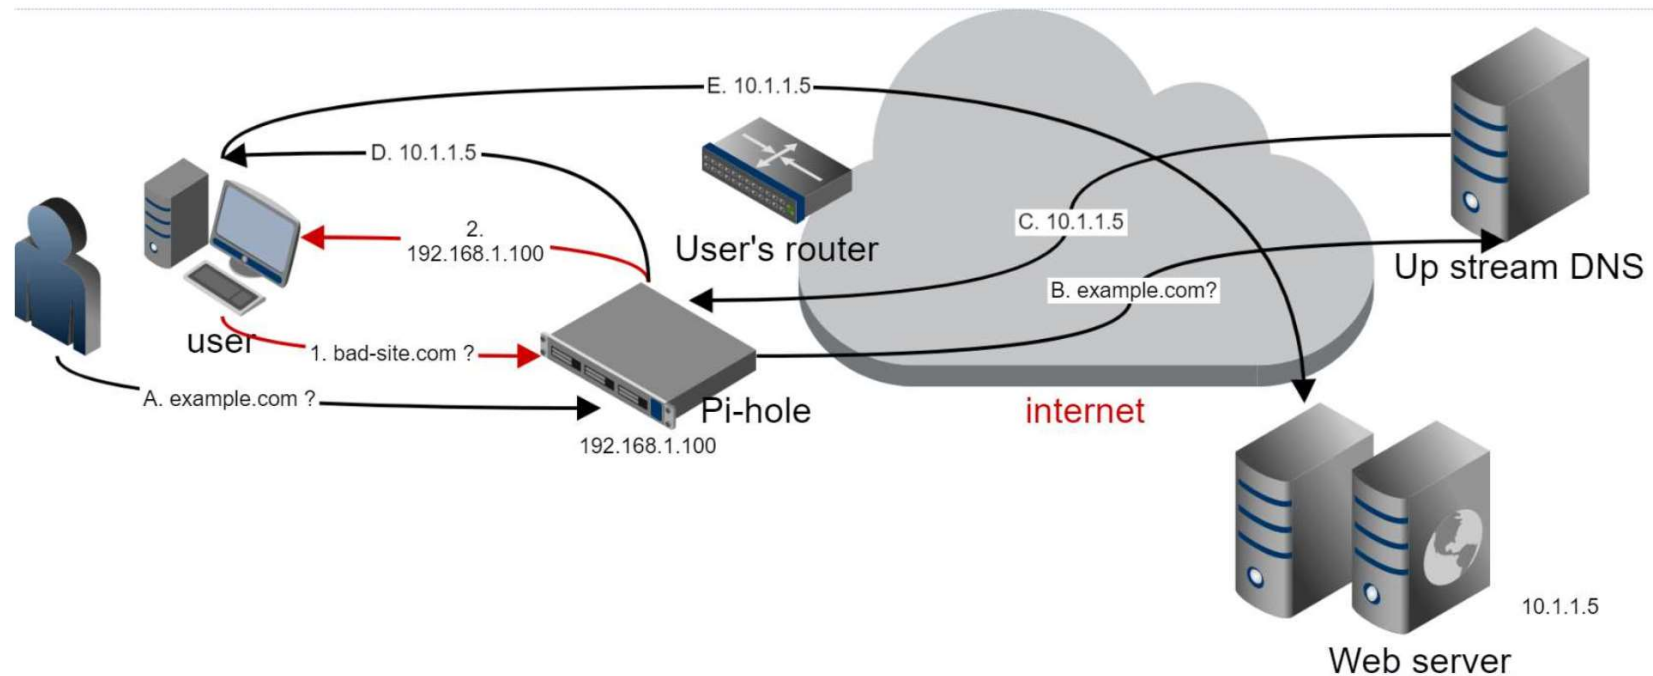 E. 10.1.1.5
D. 10.1.1.5
2.
192.168.1.100
User's router
C. 10.1.1.5
B. example.com?
Up stream DNS
user
1. bad-site.com ?
A. example.com ?
Pi-hole
192.168.1.100
internet
10.1.1.5
Web server